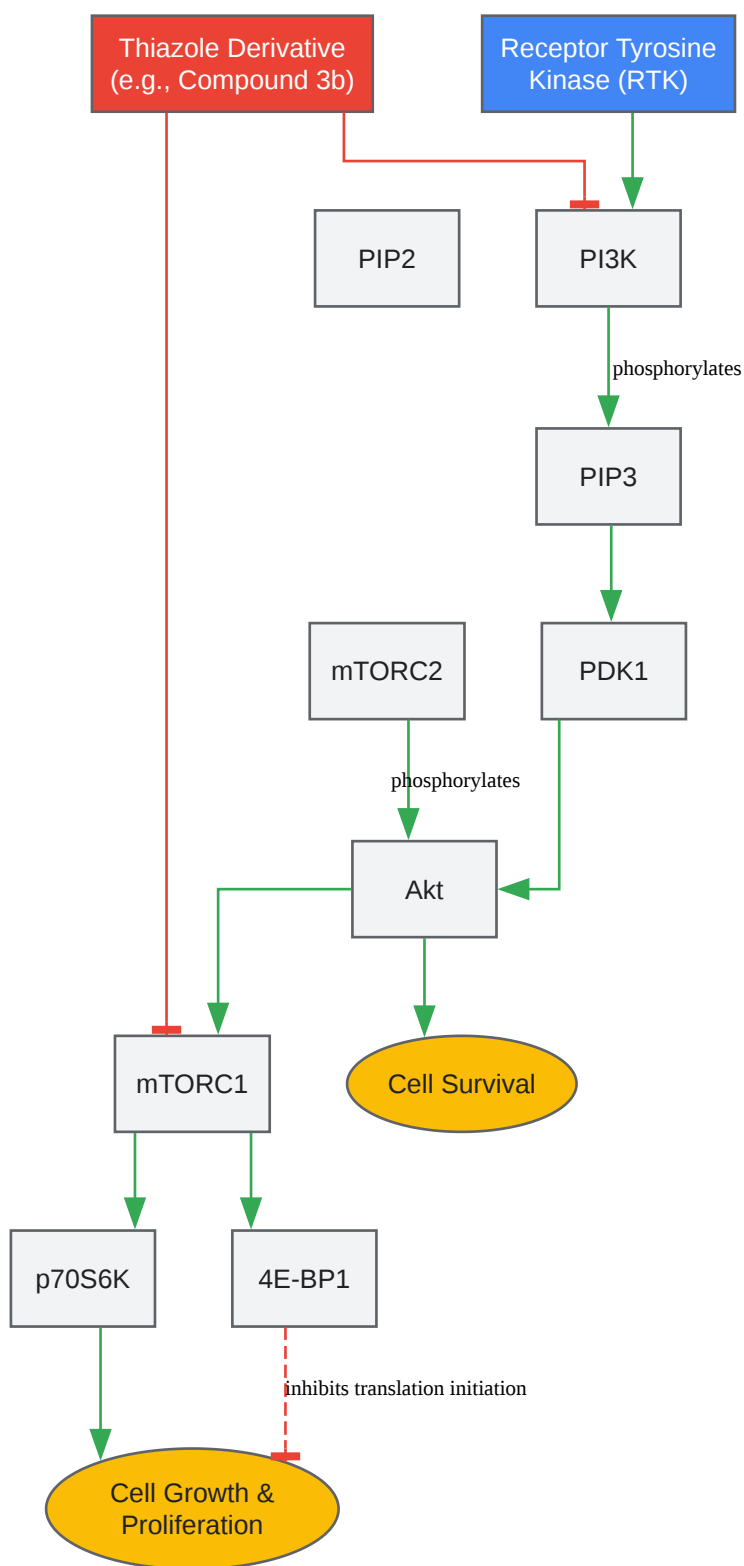 Thiazole Derivative
(e.g., Compound 3b)
Receptor Tyrosine
Kinase (RTK)
PIP2
PI3K
phosphorylates
PIP3
mTORC2
PDK1
phosphorylates
Akt
mTORC1
Cell Survival
p70S6K
4E-BP1
inhibits translation initiation
Cell Growth &
Proliferation